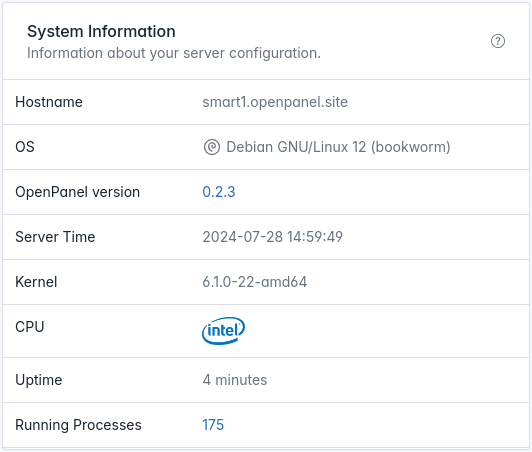 System Information
Information about your server configuration.
Hostname smart1.openpanel.site
OS Debian GNU/Linux 12 (bookworm)
OpenPanel version 0.2.3
Server Time 2024-07-28 14:59:49
Kernel 6.1.0-22-amd64
CPU intel
Uptime 4 minutes
Running Processes 175